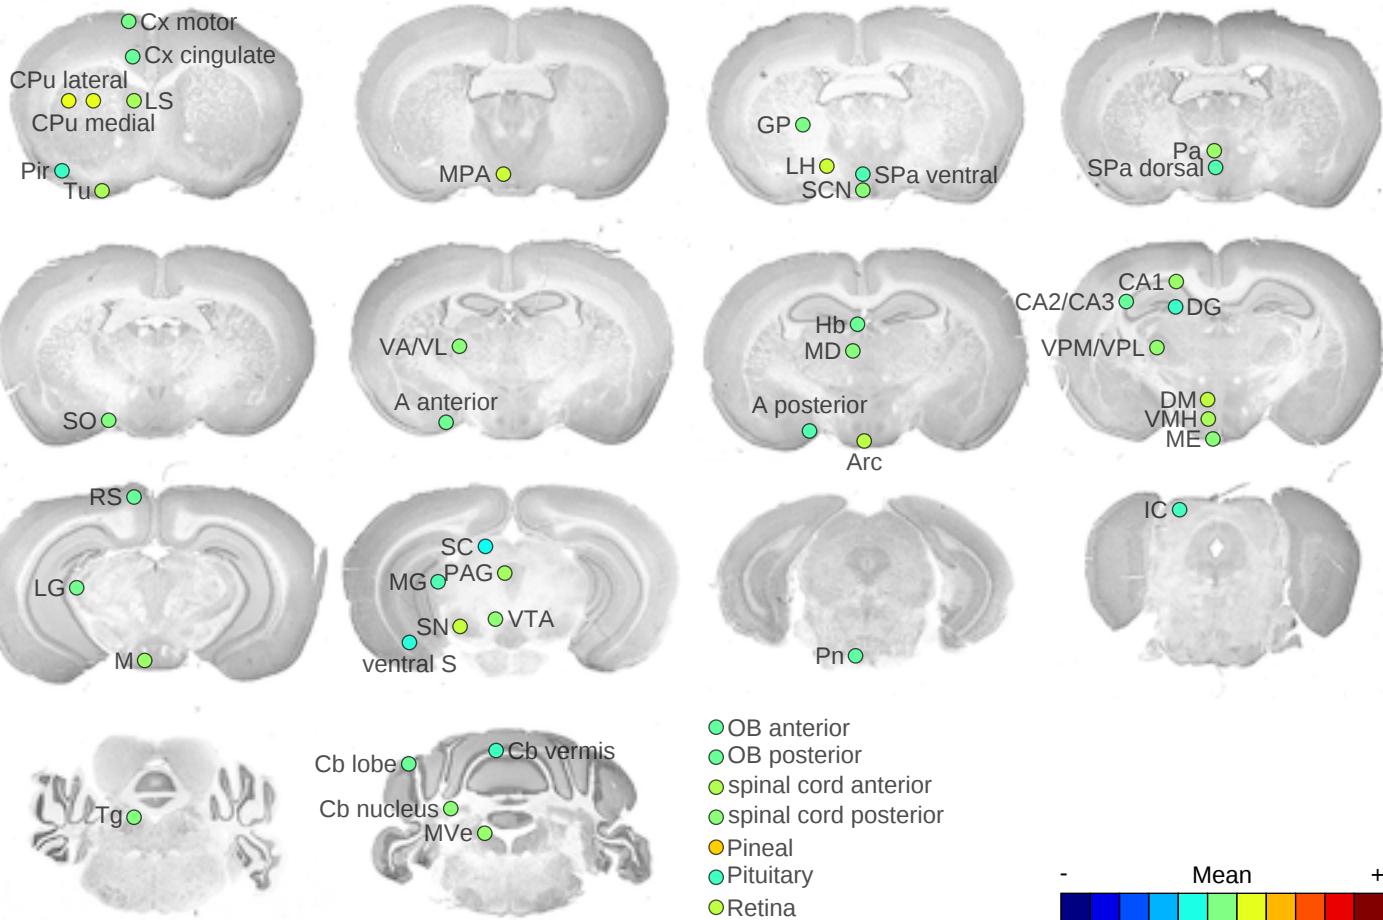 Cx motor
Cx cingulate
CPu lateral
LS
CPu medial
Pir
Tu
MPA
GP
LH
SPa ventral
SCN
Pa
SPa dorsal
SO
VA/VL
A anterior
Hb
MD
A posterior
Arc
CA1
CA2/CA3
DG
VPM/VPL
DM
VMH
ME
RS
LG
M
SC
MG
PAG
SN
VTA
ventral S
Pn
IC
Tg
Cb lobe
Cb vermis
Cb nucleus
MVe
OB anterior
OB posterior
spinal cord anterior
spinal cord posterior
Pineal
Pituitary
Retina
- Mean +